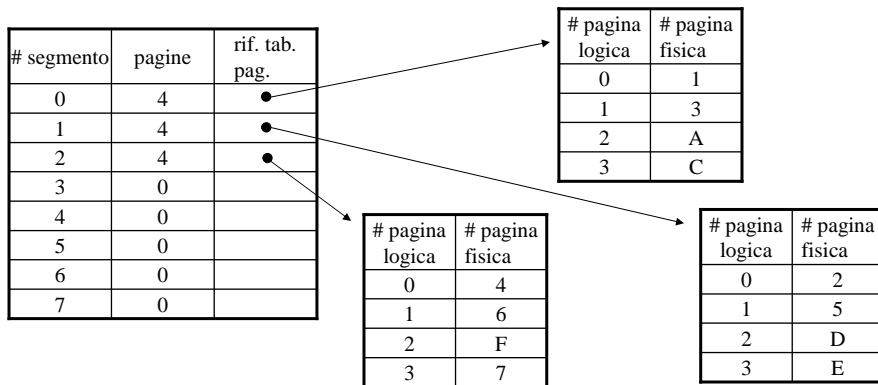 # segmento pagine rif. tab. pag.
0 4
1 4
2 4
3 0
4 0
5 0
6 0
7 0
# pagina logica # pagina fisica
0 1
1 3
2 A
3 C
# pagina logica # pagina fisica
0 4
1 6
2 F
3 7
# pagina logica # pagina fisica
0 2
1 5
2 D
3 E